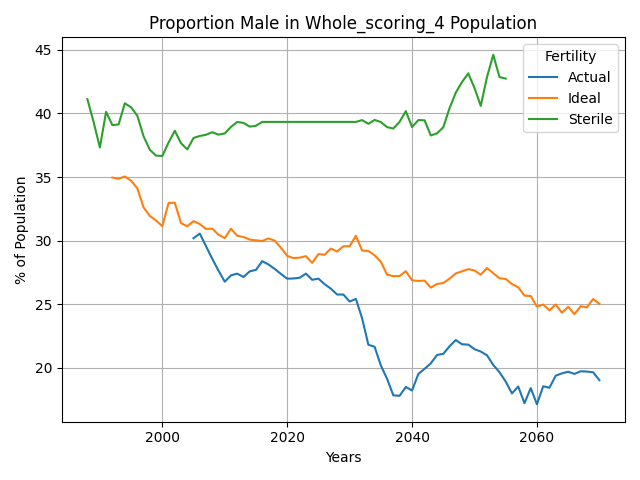 Proportion Male in Whole_scoring_4 Population
% of Population
45
40
35
30
25
20
Fertility
Actual
Ideal
Sterile
2000
2020
2040
2060
Years